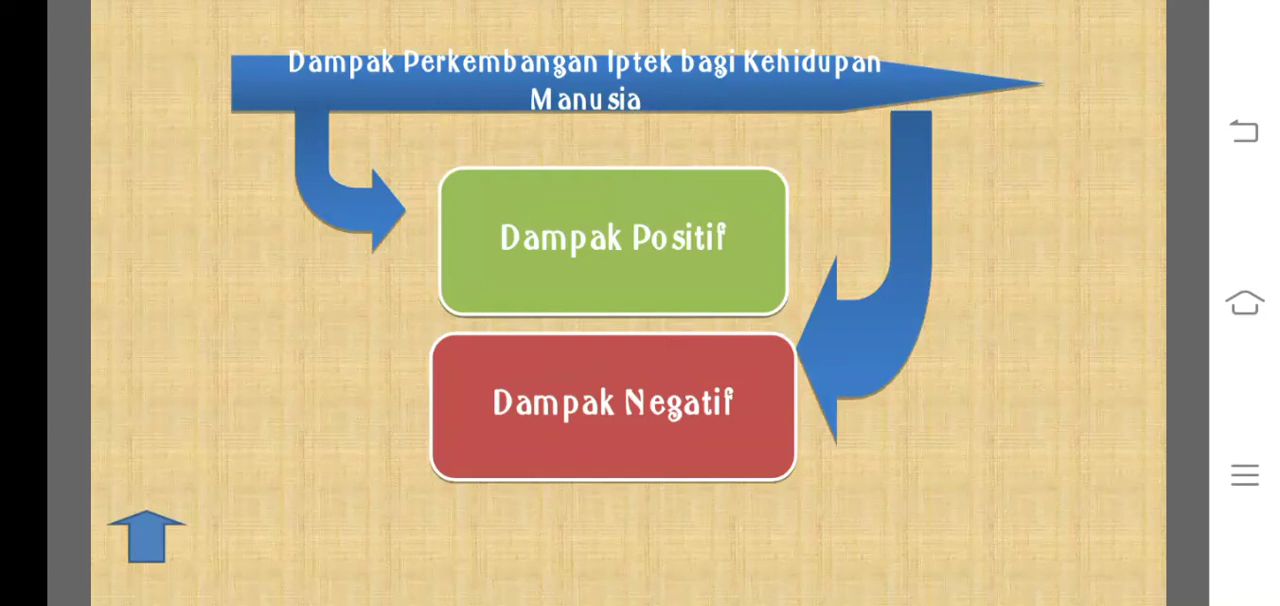 Dampak Perkembangan Iptek bagi Kehidupan
Manusia
Dampak Positif
Dampak Negatif